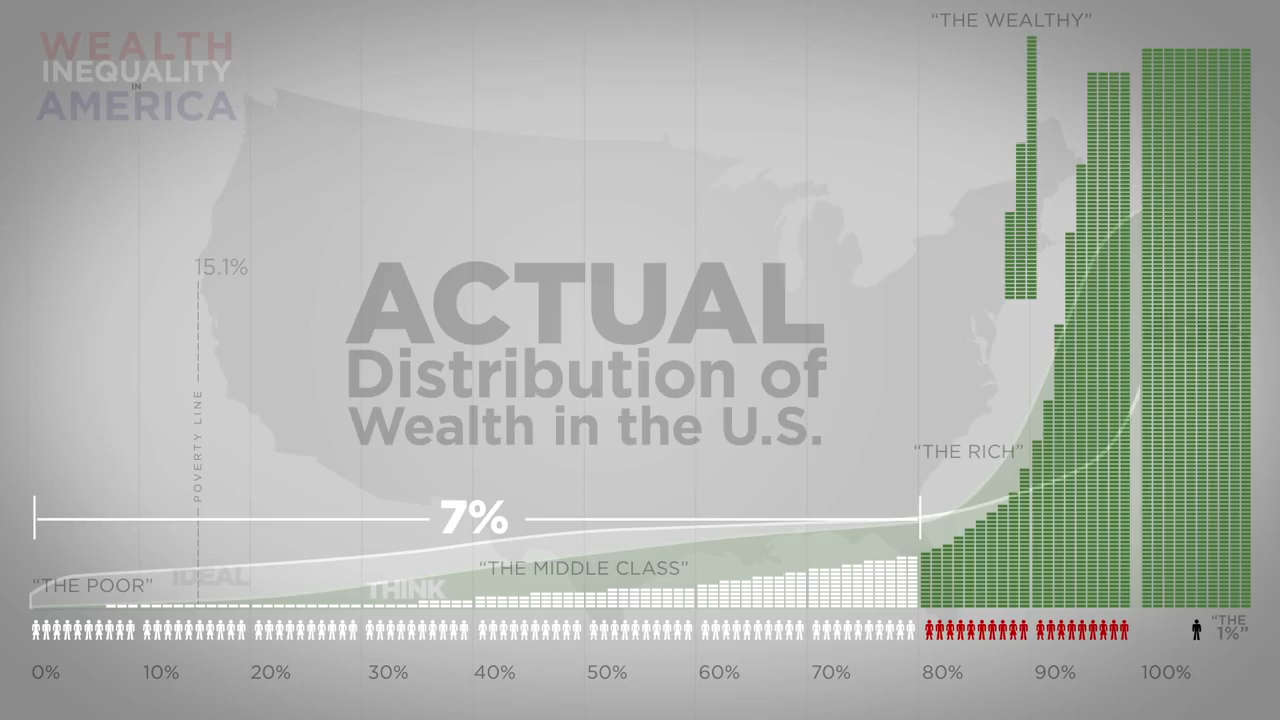 “THE WEALTHY”
WEALTH
INEQUALITY
IN
AMERICA
15.1%
POVERTY LINE
ACTUAL
Distribution of
Wealth in the U.S.
“THE RICH”
7%
“THE POOR”
IDEAL
THINK
“THE MIDDLE CLASS”
“THE
1%”
0% 10% 20% 30% 40% 50% 60% 70% 80% 90% 100%